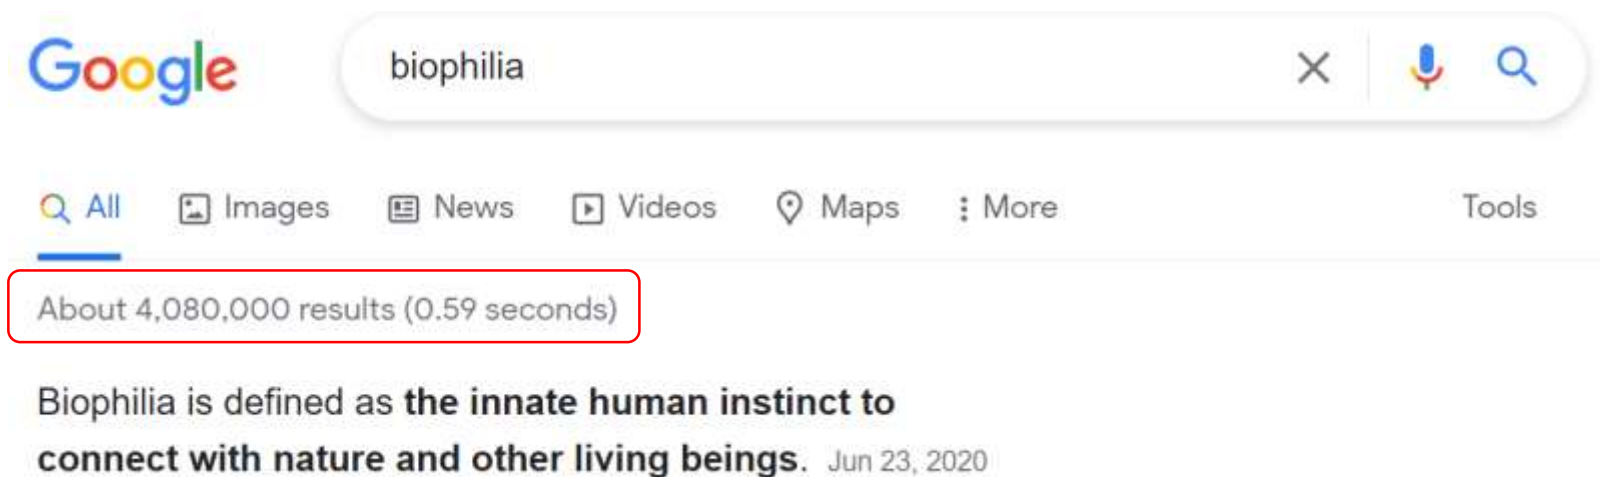 Google biophilia
All Images News Videos Maps More Tools
About 4,080,000 results (0.59 seconds)
Biophilia is defined as the innate human instinct to
connect with nature and other living beings. Jun 23, 2020